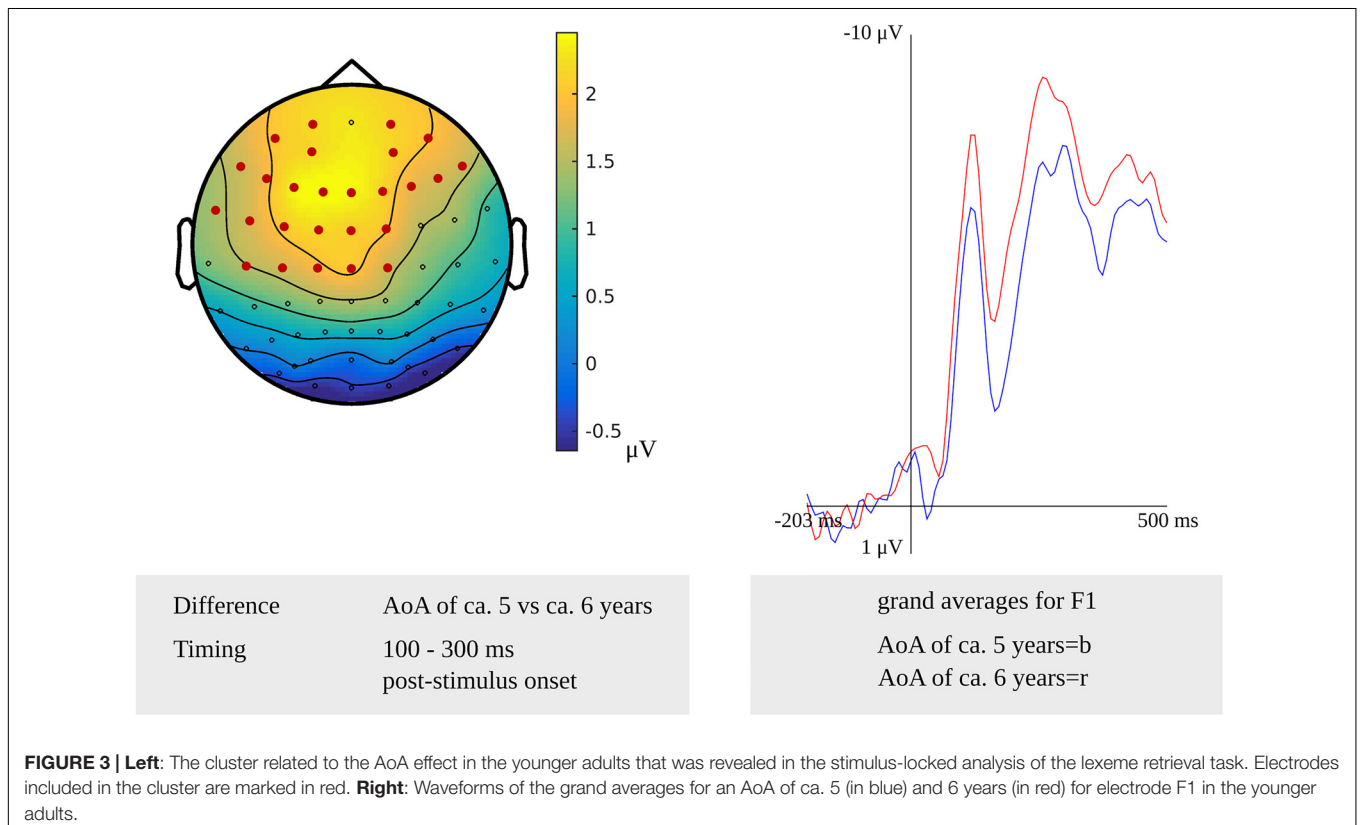 2
1.5
1
0.5
0
-0.5
μV
-10 μV
-203 ms
500 ms
1 μV
Difference AoA of ca. 5 vs ca. 6 years
Timing 100 - 300 ms
post-stimulus onset
grand averages for F1
AoA of ca. 5 years=b
AoA of ca. 6 years=r
FIGURE 3 | Left: The cluster related to the AoA effect in the younger adults that was revealed in the stimulus-locked analysis of the lexeme retrieval task. Electrodes
included in the cluster are marked in red. Right: Waveforms of the grand averages for an AoA of ca. 5 (in blue) and 6 years (in red) for electrode F1 in the younger
adults.